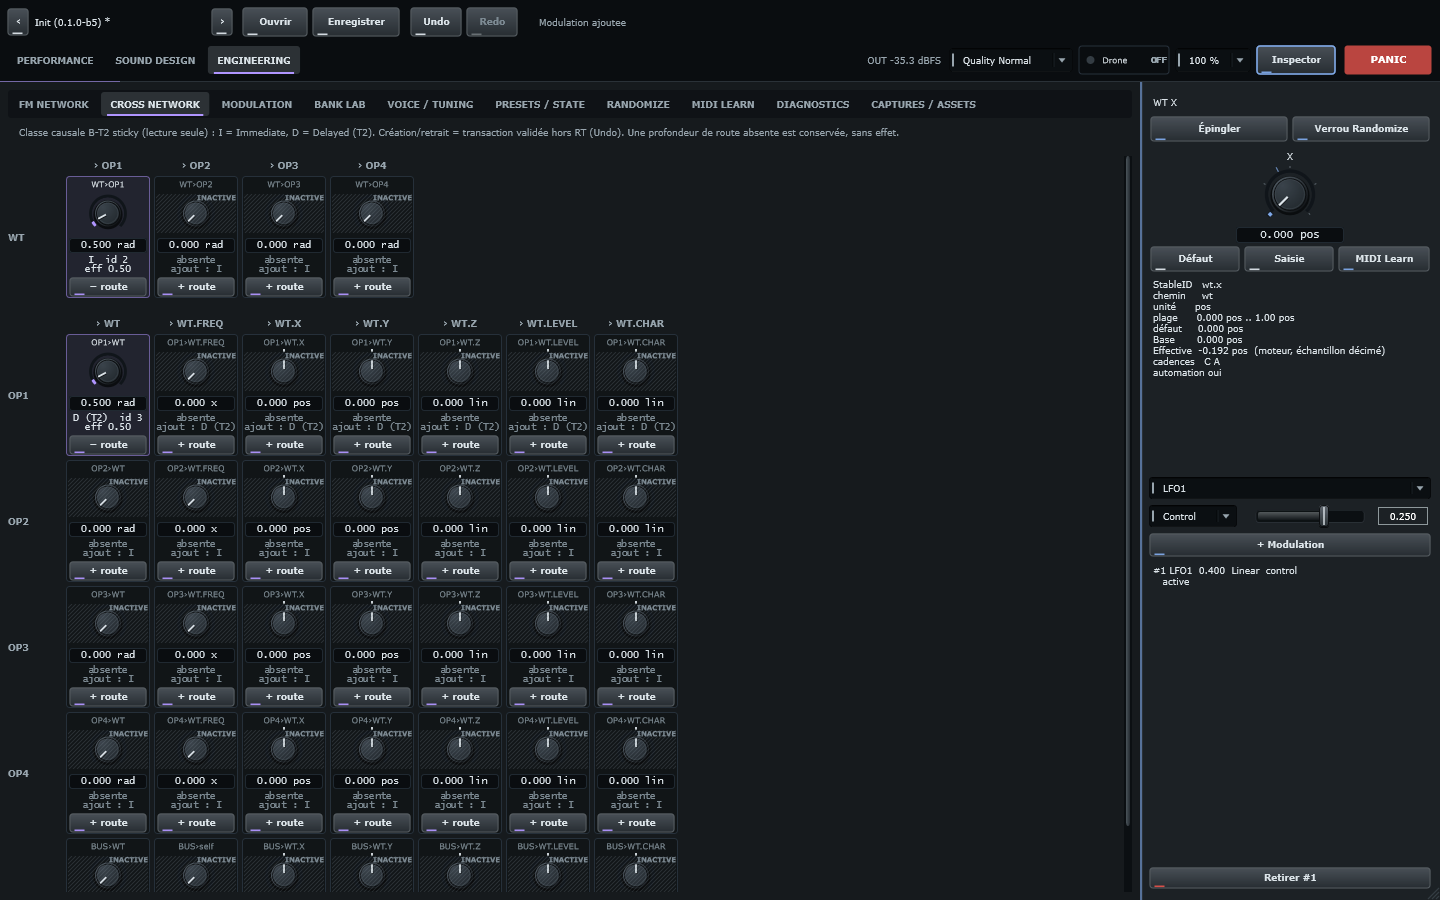 ‹ Init (0.1.0-b5) * › Ouvrir Enregistrer Undo Redo Modulation ajoutee
PERFORMANCE SOUND DESIGN ENGINEERING OUT -35.3 dBFS Quality Normal Drone OFF 100 % Inspector PANIC
FM NETWORK CROSS NETWORK MODULATION BANK LAB VOICE / TUNING PRESETS / STATE RANDOMIZE MIDI LEARN DIAGNOSTICS CAPTURES / ASSETS
Classe causale B-T2 sticky (lecture seule) : I = Immediate, D = Delayed (T2). Création/retrait = transaction validée hors RT (Undo). Une profondeur de route absente est conservée, sans effet.
› OP1 › OP2 › OP3 › OP4
WT›OP1 WT›OP2 WT›OP3 WT›OP4
INACTIVE INACTIVE INACTIVE
WT
0.500 rad 0.000 rad 0.000 rad 0.000 rad
I id 2 absente absente absente
eff 0.50 ajout : I ajout : I ajout : I
− route + route + route + route
› WT › WT.FREQ › WT.X › WT.Y › WT.Z › WT.LEVEL › WT.CHAR
OP1›WT OP1›WT.FREQ OP1›WT.X OP1›WT.Y OP1›WT.Z OP1›WT.LEVEL OP1›WT.CHAR
INACTIVE INACTIVE INACTIVE INACTIVE INACTIVE INACTIVE
OP1
0.500 rad 0.000 x 0.000 pos 0.000 pos 0.000 lin 0.000 lin 0.000 lin
D (T2) id 3 absente absente absente absente absente absente
eff 0.50 ajout : D (T2) ajout : D (T2) ajout : D (T2) ajout : D (T2) ajout : D (T2) ajout : D (T2)
− route + route + route + route + route + route + route
OP2›WT OP2›WT.FREQ OP2›WT.X OP2›WT.Y OP2›WT.Z OP2›WT.LEVEL OP2›WT.CHAR
INACTIVE INACTIVE INACTIVE INACTIVE INACTIVE INACTIVE INACTIVE
OP2
0.000 rad 0.000 x 0.000 pos 0.000 pos 0.000 lin 0.000 lin 0.000 lin
absente absente absente absente absente absente absente
ajout : I ajout : I ajout : I ajout : I ajout : I ajout : I ajout : I
+ route + route + route + route + route + route + route
OP3›WT OP3›WT.FREQ OP3›WT.X OP3›WT.Y OP3›WT.Z OP3›WT.LEVEL OP3›WT.CHAR
INACTIVE INACTIVE INACTIVE INACTIVE INACTIVE INACTIVE INACTIVE
OP3
0.000 rad 0.000 x 0.000 pos 0.000 pos 0.000 lin 0.000 lin 0.000 lin
absente absente absente absente absente absente absente
ajout : I ajout : I ajout : I ajout : I ajout : I ajout : I ajout : I
+ route + route + route + route + route + route + route
OP4›WT OP4›WT.FREQ OP4›WT.X OP4›WT.Y OP4›WT.Z OP4›WT.LEVEL OP4›WT.CHAR
INACTIVE INACTIVE INACTIVE INACTIVE INACTIVE INACTIVE INACTIVE
OP4
0.000 rad 0.000 x 0.000 pos 0.000 pos 0.000 lin 0.000 lin 0.000 lin
absente absente absente absente absente absente absente
ajout : I ajout : I ajout : I ajout : I ajout : I ajout : I ajout : I
+ route + route + route + route + route + route + route
BUS›WT BUS›self BUS›WT.X BUS›WT.Y BUS›WT.Z BUS›WT.LEVEL BUS›WT.CHAR
INACTIVE INACTIVE INACTIVE INACTIVE INACTIVE INACTIVE INACTIVE
WT X
Épingler Verrou Randomize
X
0.000 pos
Défaut Saisie MIDI Learn
StableID wt.x
chemin wt
unité pos
plage 0.000 pos .. 1.00 pos
défaut 0.000 pos
Base 0.000 pos
Effective -0.192 pos (moteur, échantillon décimé)
cadences C A
automation oui
LFO1
Control 0.250
+ Modulation
#1 LFO1 0.400 Linear control
active
Retirer #1